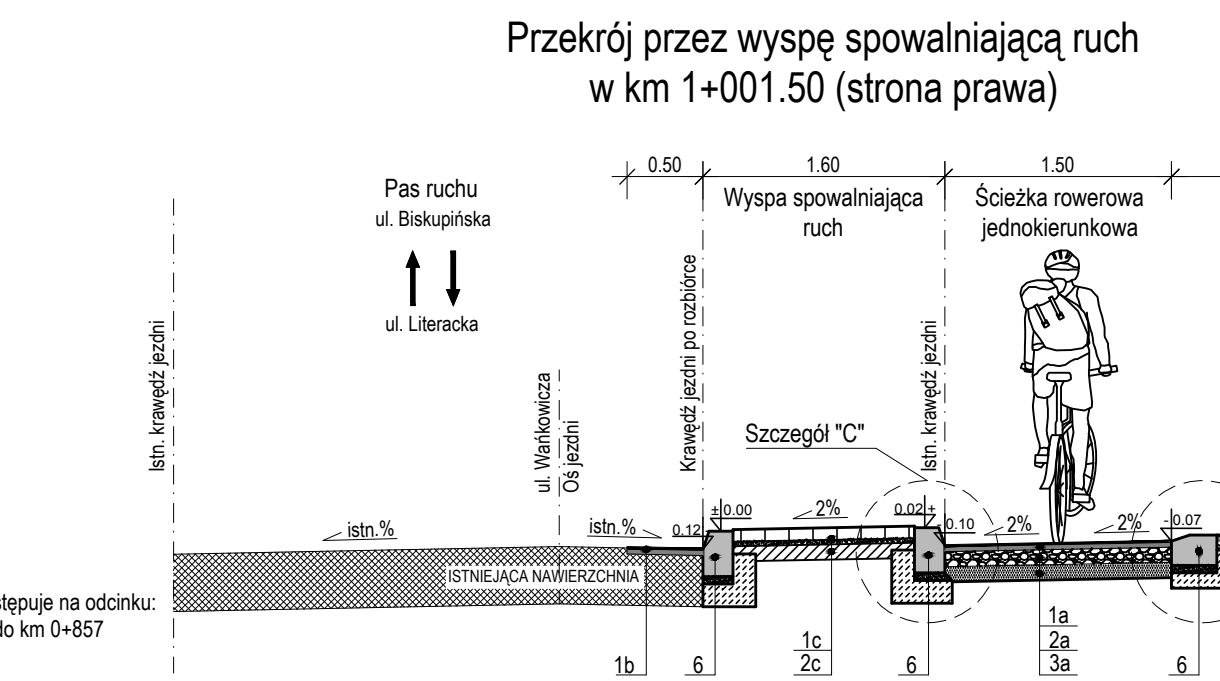 Przekrój przez wyspę spowalniającą ruch
w km 1+001.50 (strona prawa)
0.50
1.60
1.50
Pas ruchu
ul. Biskupińska
ul. Literacka
Wyspa spowalniająca
ruch
Ścieżka rowerowa
jednokierunkowa
Istn. krawędź jezdni
ul. Wańkowicza
Oś jezdni
Krawędź jezdni po rozbiórce
Istn. krawędź jezdni
Szczegół "C"
istn.%
istn.%
0.12
±0.00
2%
0.02+
-0.10
2%
2%
-0.07
ISTNIEJĄCA NAWIERZCHNIA
stępuje na odcinku:
do km 0+857
1b
6
1c
2c
6
1a
2a
3a
6